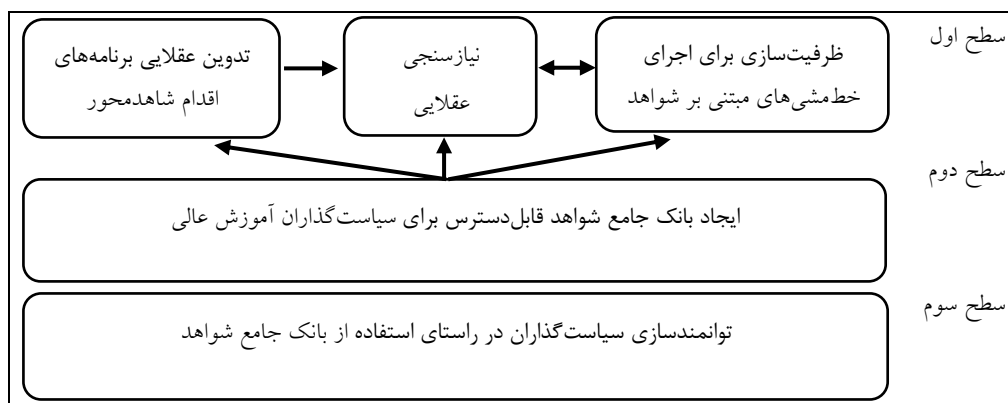 سطح اول
ظرفیت‌سازی برای اجرای
خط‌مشی‌های مبتنی بر شواهد
نیازسنجی
عقلایی
تدوین عقلایی برنامه‌های
اقدام شاهدمحور
سطح دوم
ایجاد بانک جامع شواهد قابل‌دسترس برای سیاست‌گذاران آموزش عالی
سطح سوم
توانمندسازی سیاست‌گذاران در راستای استفاده از بانک جامع شواهد